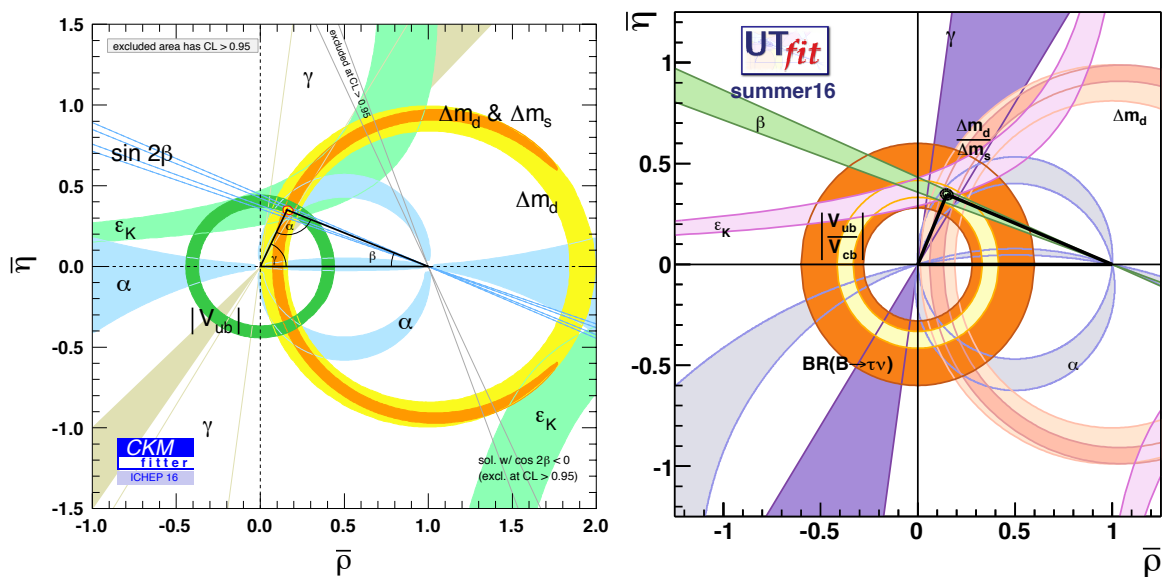 excluded area has CL > 0.95
γ
excluded at CL > 0.95
Δm_d & Δm_s
sin 2β
Δm_d
ε_K
α
α
β
γ
α
α
|V_ub|
ε_K
γ
CKM
fitter
ICHEP 16
sol. w/ cos 2β < 0
(excl. at CL > 0.95)
-1.5
-1.0
-0.5
0.0
0.5
1.0
1.5
-1.0
-0.5
0.0
0.5
1.0
1.5
2.0
η̅
ρ̅
η̅
UTfit
summer16
γ
β
Δm_d
Δm_s
Δm_d
ε_K
|V_ub
V_cb|
BR(B→τν)
α
1
0.5
0
-0.5
-1
-1
-0.5
0
0.5
1
ρ̅